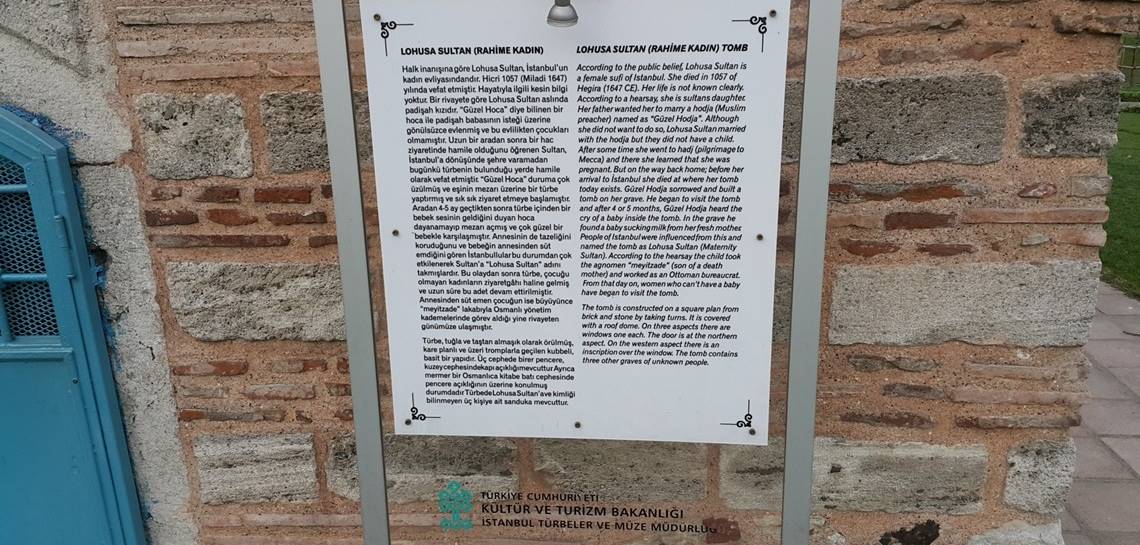 LOHUSA SULTAN (RAHİME KADIN)
Halk inanışına göre Lohusa Sultan, İstanbul'un
kadın evliyasındandır. Hicri 1057 (Miladi 1647)
yılında vefat etmiştir. Hayatıyla ilgili kesin bilgi
yoktur. Bir rivayete göre Lohusa Sultan aslında
padişah kızıdır. "Güzel Hoca" diye bilinen bir
hoca ile padişah babasının isteği üzerine
gönülsüzce evlenmiş ve bu evlilikten çocukları
olmamıştır. Uzun bir aradan sonra bir hac
ziyaretinde hamile olduğunu öğrenen Sultan,
İstanbul'a dönüşünde şehre varamadan
bugünkü türbenin bulunduğu yerde hamile
olarak vefat etmiştir. "Güzel Hoca" duruma çok
üzülmüş ve eşinin mezarı üzerine bir türbe
yaptırmış ve sık sık ziyaret etmeye başlamıştır.
Aradan 4-5 ay geçtikten sonra türbe içinden bir
bebek sesinin geldiğini duyan hoca
dayanamayıp mezarı açmış ve çok güzel bir
bebekle karşılaşmıştır. Annesinin de tazeliğini
koruduğunu ve bebeğin annesinden süt
emdiğini gören İstanbullular bu durumdan çok
etkilenerek Sultan'a "Lohusa Sultan" adını
takmışlardır. Bu olaydan sonra türbe, çocuğu
olmayan kadınların ziyaretgâhı haline gelmiş
ve uzun süre bu adet devam ettirilmiştir.
Annesinden süt emen çocuğun ise büyüyünce
"meyitzade" lakabıyla Osmanlı yönetim
kademelerinde görev aldığı yine rivayeten
günümüze ulaşmıştır.
Türbe, tuğla ve taştan almaşık olarak örülmüş,
kare planlı ve üzeri tromplarla geçilen kubbeli,
basit bir yapıdır. Üç cephede birer pencere,
kuzey cephesinde kapı açıklığı mevcuttur. Ayrıca
mermer bir Osmanlıca kitabe batı cephesinde
pencere açıklığının üzerine konulmuş
durumdadır. Türbede Lohusa Sultan'a ve kimliği
bilinmeyen üç kişiye ait sanduka mevcuttur.
LOHUSA SULTAN (RAHİME KADIN) TOMB
According to the public belief, Lohusa Sultan is
a female sufi of Istanbul. She died in 1057 of
Hegira (1647 CE). Her life is not known clearly.
According to a hearsay, she is sultans daughter.
Her father wanted her to marry a hodja (Muslim
preacher) named as "Güzel Hodja". Although
she did not want to do so, Lohusa Sultan married
with the hodja but they did not have a child.
After some time she went to hadj (pilgrimage to
Mecca) and there she learned that she was
pregnant. But on the way back home; before her
arrival to İstanbul she died at where her tomb
today exists. Güzel Hodja sorrowed and built a
tomb on her grave. He began to visit the tomb
and after 4 or 5 months, Güzel Hodja heard the
cry of a baby inside the tomb. In the grave he
found a baby sucking milk from her fresh mother.
People of Istanbul were influenced from this and
named the tomb as Lohusa Sultan (Maternity
Sultan). According to the hearsay the child took
the agnomen "meyitzade" (son of a death
mother) and worked as an Ottoman bureaucrat.
From that day on, women who can't have a baby
have began to visit the tomb.
The tomb is constructed on a square plan from
brick and stone by taking turns. It is covered
with a roof dome. On three aspects there are
windows one each. The door is at the northern
aspect. On the western aspect there is an
inscription over the window. The tomb contains
three other graves of unknown people.
TÜRKİYE CUMHURİYETİ
KÜLTÜR VE TURİZM BAKANLIĞI
İSTANBUL TÜRBELER VE MÜZE MÜDÜRLÜĞ